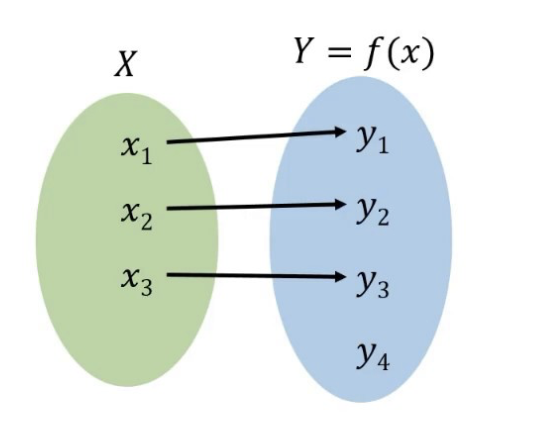 X
Y = f(x)
x₁ y₁
x₂ y₂
x₃ y₃
y₄